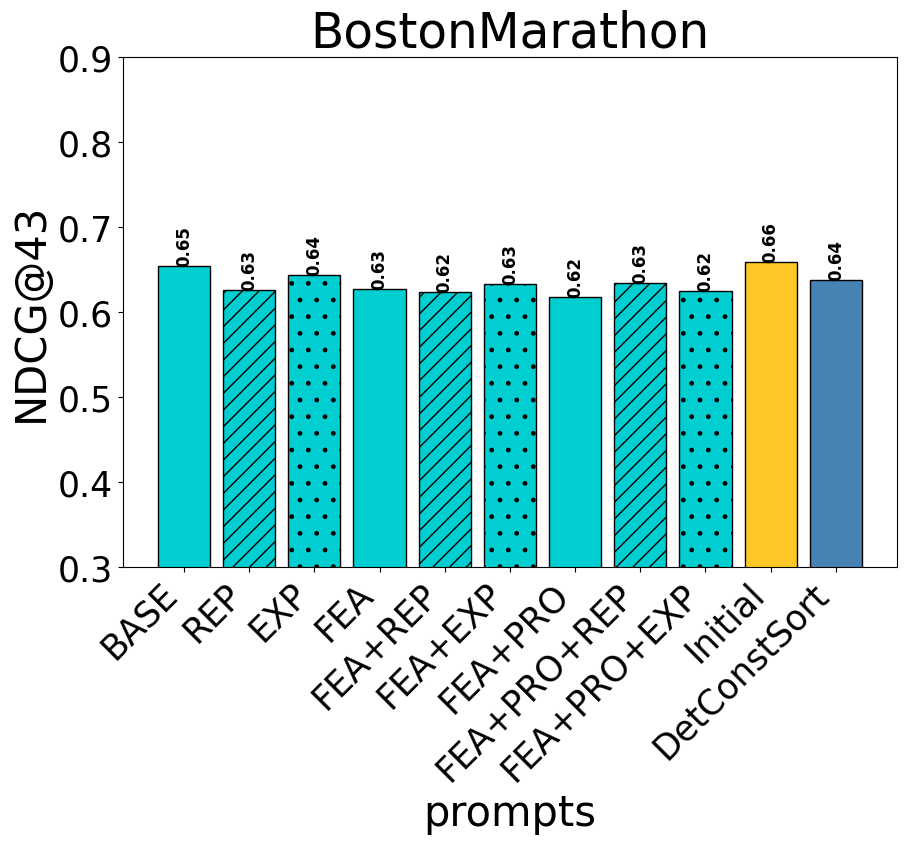 BostonMarathon
NDCG@43
0.9
0.8
0.7
0.6
0.5
0.4
0.3
0.65
0.63
0.64
0.63
0.62
0.63
0.62
0.63
0.62
0.66
0.64
BASE
REP
EXP
FEA
FEA+REP
FEA+EXP
FEA+PRO
FEA+PRO+REP
FEA+PRO+EXP
Initial
DetConstSort
prompts